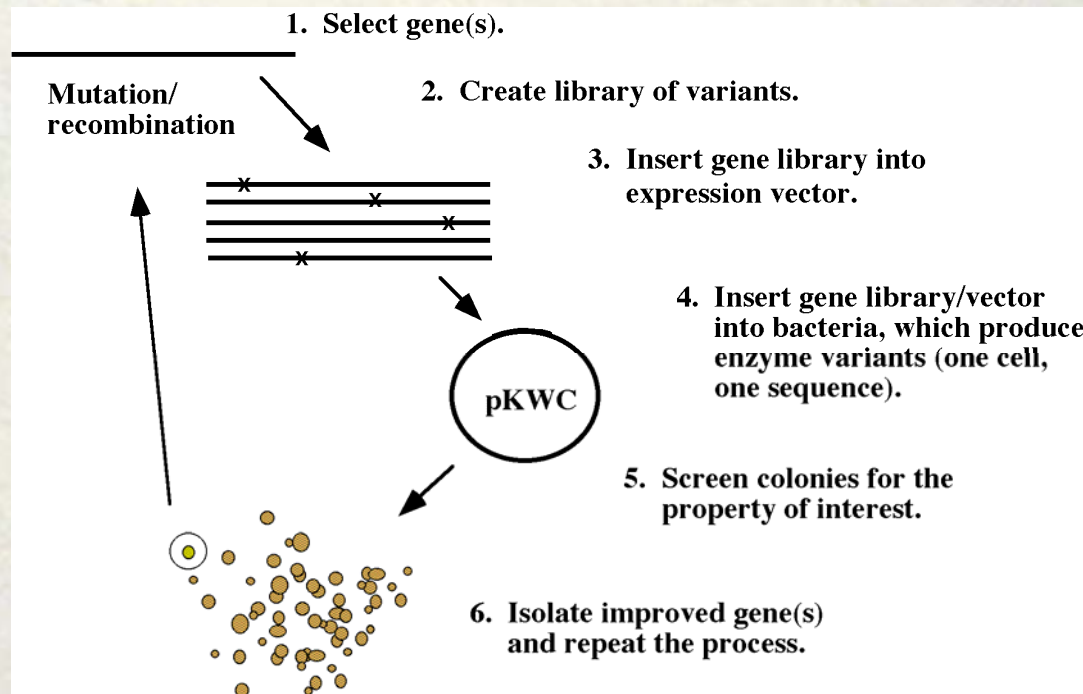 1. Select gene(s).
Mutation/
recombination
2. Create library of variants.
3. Insert gene library into
expression vector.
x
x
x
x
4. Insert gene library/vector
into bacteria, which produce
enzyme variants (one cell,
one sequence).
pKWC
5. Screen colonies for the
property of interest.
6. Isolate improved gene(s)
and repeat the process.